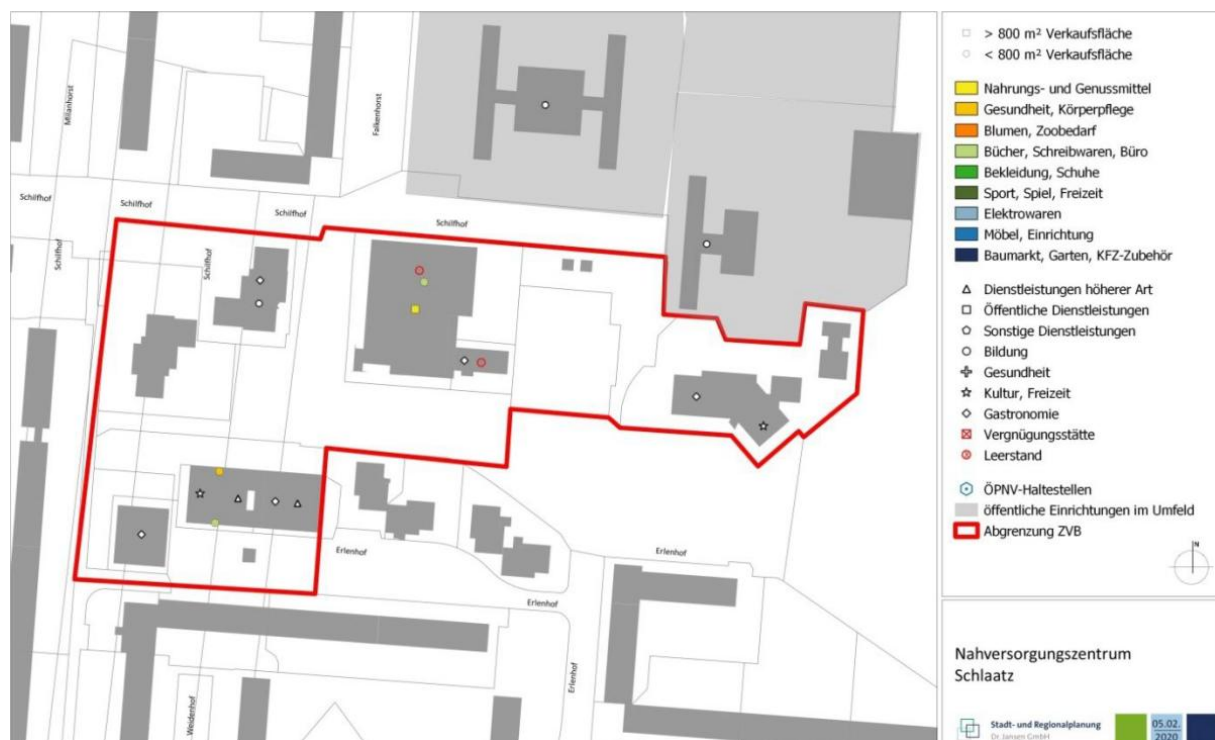 Milanhorst
Falkenhorst
Schilfhof
Schilfhof
Schilfhof
Schilfhof
Schilfhof
Schilfhof
Erlenhof
Erlenhof
Erlenhof
Erlenhof
Weidenhof
> 800 m² Verkaufsfläche
< 800 m² Verkaufsfläche
Nahrungs- und Genussmittel
Gesundheit, Körperpflege
Blumen, Zoobedarf
Bücher, Schreibwaren, Büro
Bekleidung, Schuhe
Sport, Spiel, Freizeit
Elektrowaren
Möbel, Einrichtung
Baumarkt, Garten, KFZ-Zubehör
Dienstleistungen höherer Art
Öffentliche Dienstleistungen
Sonstige Dienstleistungen
Bildung
Gesundheit
Kultur, Freizeit
Gastronomie
Vergnügungsstätte
Leerstand
ÖPNV-Haltestellen
öffentliche Einrichtungen im Umfeld
Abgrenzung ZVB
N
Nahversorgungszentrum
Schlaatz
Stadt- und Regionalplanung
Dr. Jansen GmbH
05.02.
2020